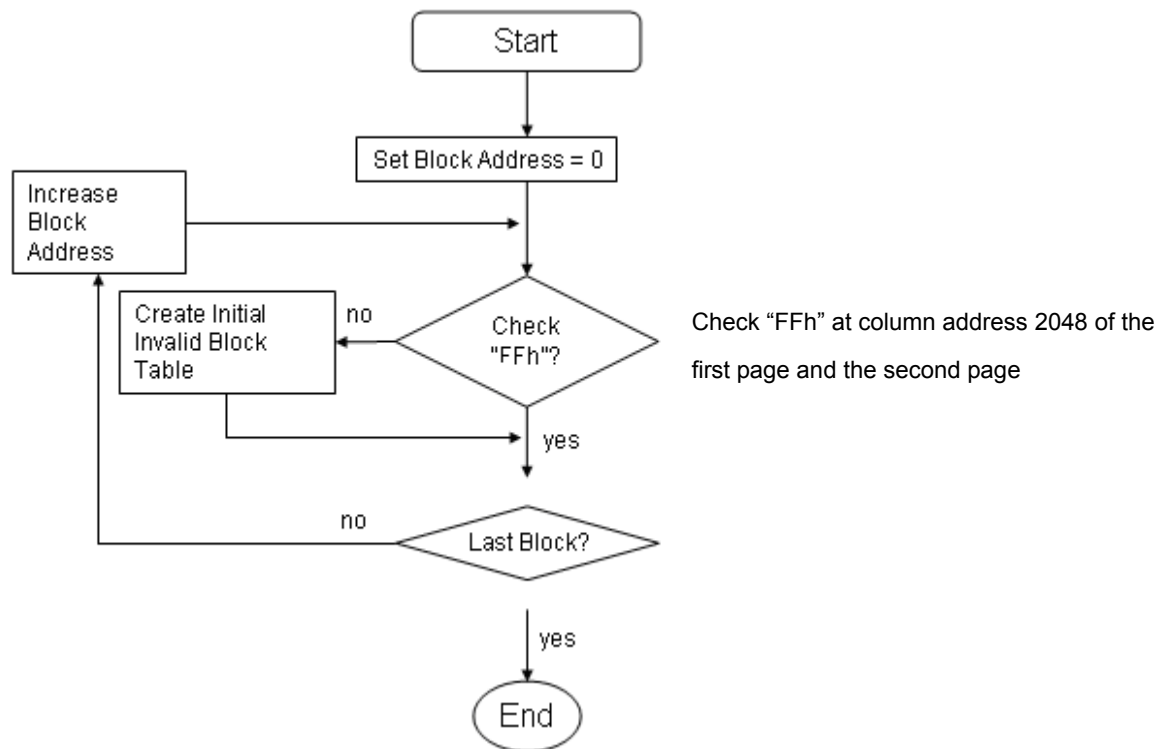 Start
Set Block Address = 0
Increase
Block
Address
Create Initial
Invalid Block
Table
no
Check
"FFh"?
Check “FFh” at column address 2048 of the
first page and the second page
yes
no
Last Block?
yes
End